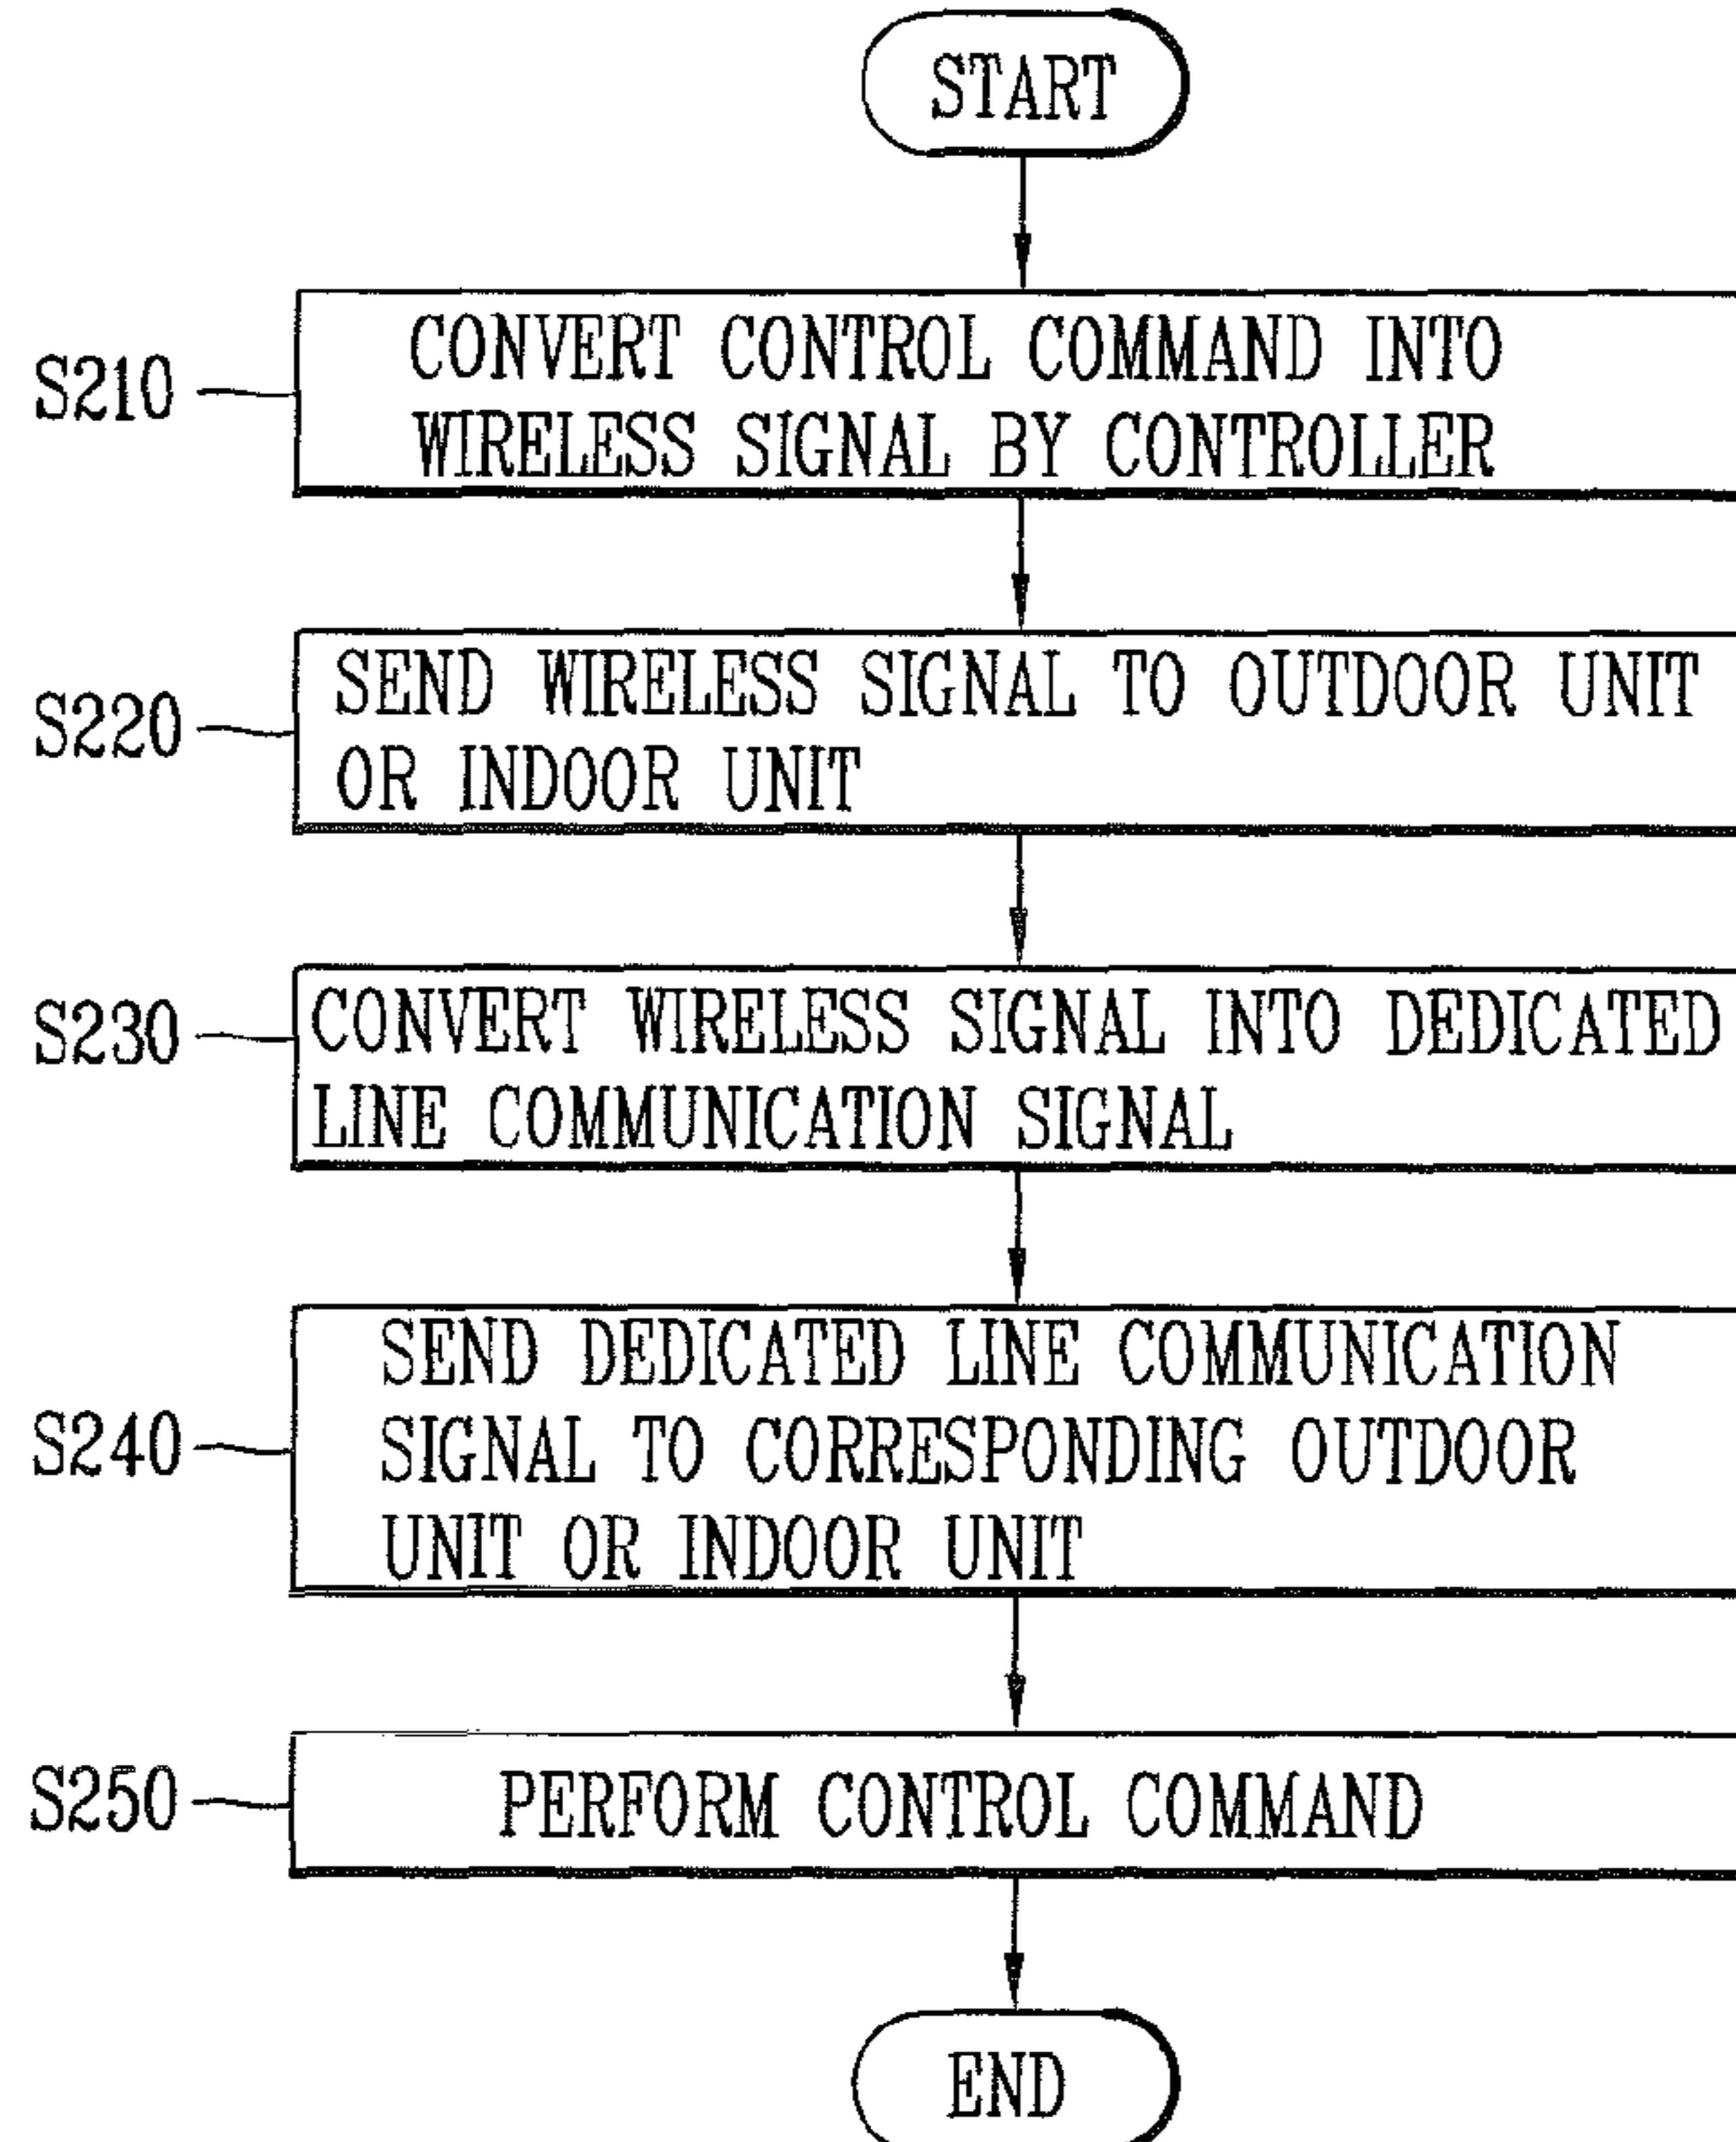 START
S210
CONVERT CONTROL COMMAND INTO
WIRELESS SIGNAL BY CONTROLLER
S220
SEND WIRELESS SIGNAL TO OUTDOOR UNIT
OR INDOOR UNIT
S230
CONVERT WIRELESS SIGNAL INTO DEDICATED
LINE COMMUNICATION SIGNAL
S240
SEND DEDICATED LINE COMMUNICATION
SIGNAL TO CORRESPONDING OUTDOOR
UNIT OR INDOOR UNIT
S250
PERFORM CONTROL COMMAND
END